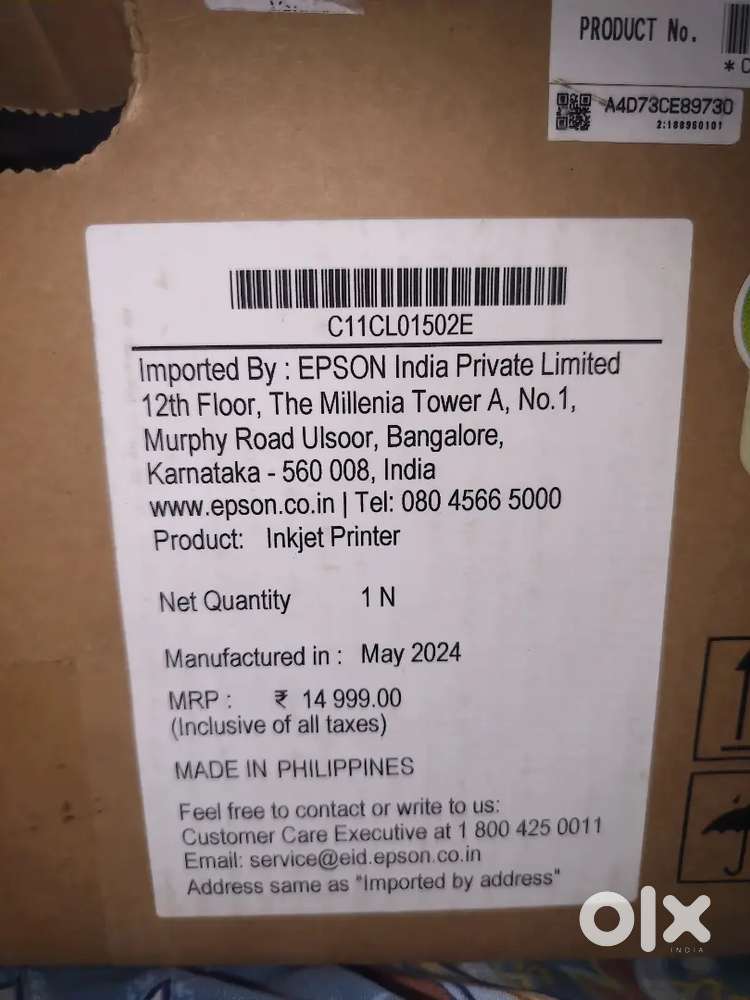 PRODUCT No.
* C
A4D73CE89730
2:188960101
C11CL01502E
Imported By : EPSON India Private Limited
12th Floor, The Millenia Tower A, No.1,
Murphy Road Ulsoor, Bangalore,
Karnataka - 560 008, India
www.epson.co.in | Tel: 080 4566 5000
Product: Inkjet Printer
Net Quantity 1 N
Manufactured in : May 2024
MRP : ₹ 14 999.00
(Inclusive of all taxes)
MADE IN PHILIPPINES
Feel free to contact or write to us:
Customer Care Executive at 1 800 425 0011
Email: service@eid.epson.co.in
Address same as "Imported by address"
olx
INDIA